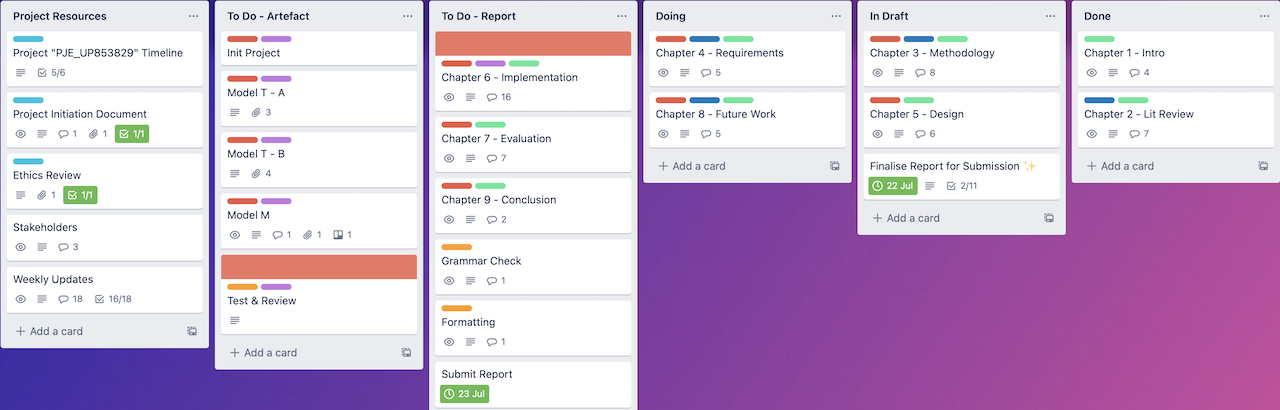 Project Resources
Project "PJE_UP853829" Timeline
5/6
Project Initiation Document
1
1
1/1
Ethics Review
1
1/1
Stakeholders
3
Weekly Updates
18
16/18
+ Add a card
To Do - Artefact
Init Project
Model T - A
3
Model T - B
4
Model M
1
1
1
Test & Review
+ Add a card
To Do - Report
Chapter 6 - Implementation
16
Chapter 7 - Evaluation
7
Chapter 9 - Conclusion
2
Grammar Check
1
Formatting
1
Submit Report
23 Jul
Doing
Chapter 4 - Requirements
5
Chapter 8 - Future Work
5
+ Add a card
In Draft
Chapter 3 - Methodology
8
Chapter 5 - Design
6
Finalise Report for Submission ✨
22 Jul
2/11
+ Add a card
Done
Chapter 1 - Intro
4
Chapter 2 - Lit Review
7
+ Add a card